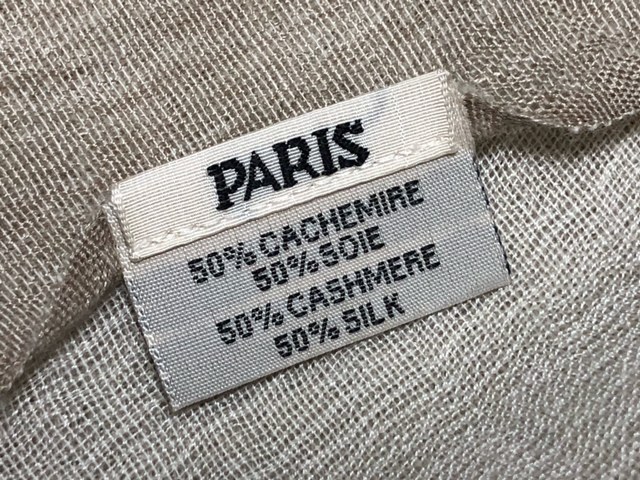 PARIS
50% CACHEMIRE
50% SOIE
50% CASHMERE
50% SILK